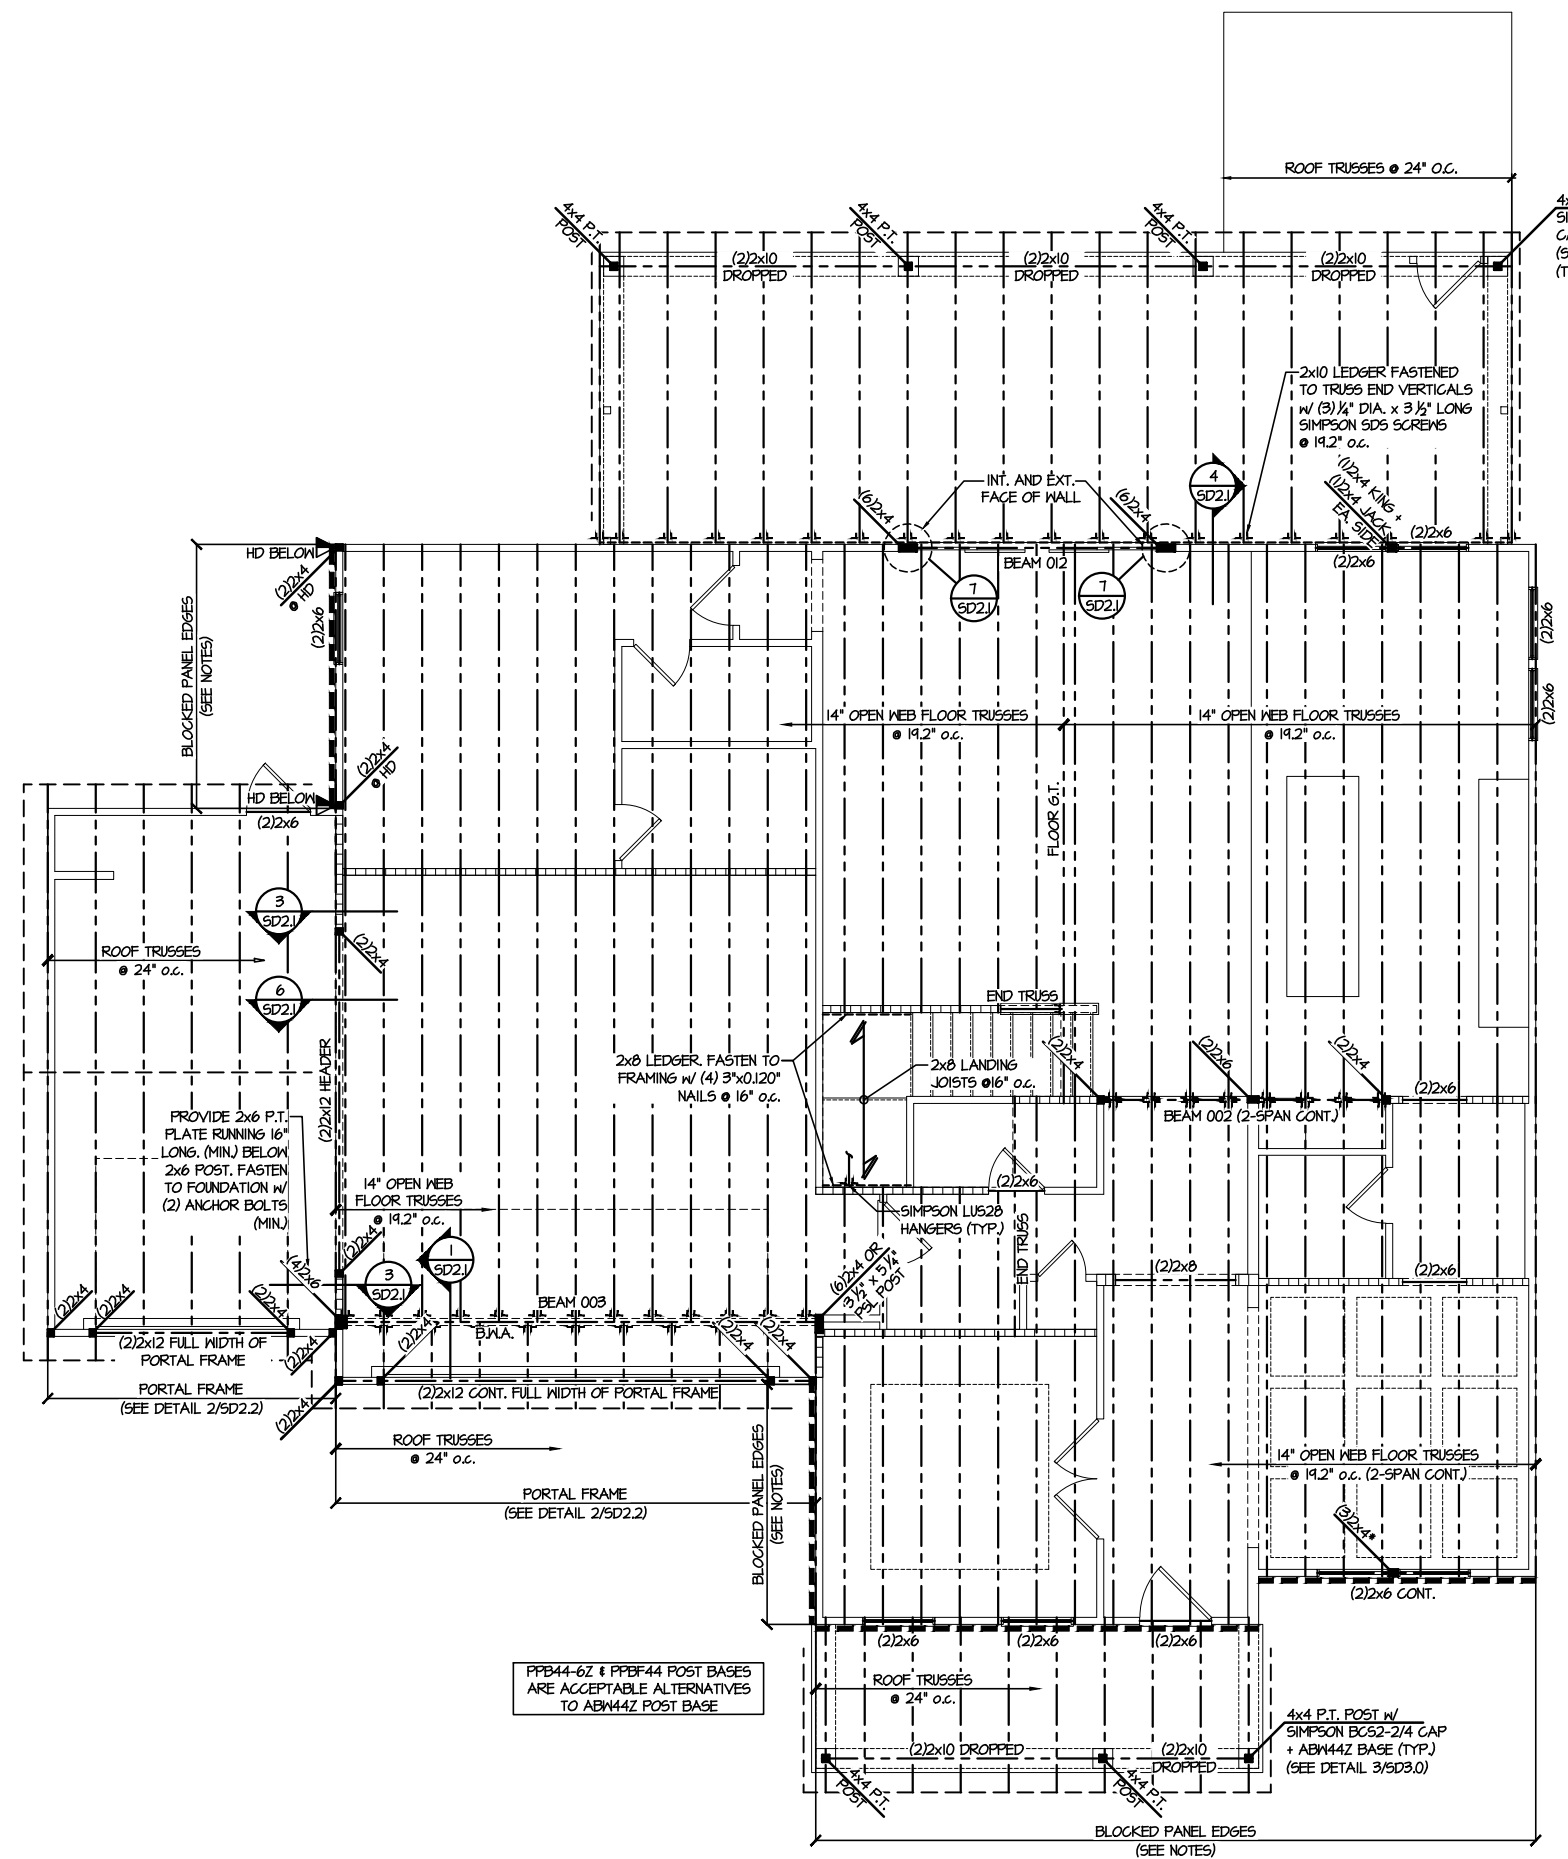 ROOF TRUSSES @ 24" O.C.
4x4 P.T.
POST
4x4 P.T.
POST
4x4 P.T.
POST
(2)2x10
DROPPED
(2)2x10
DROPPED
(2)2x10
DROPPED
2x10 LEDGER FASTENED
TO TRUSS END VERTICALS
W/ (3) 1/4" DIA. x 3 1/2" LONG
SIMPSON SDS SCREWS
@ 19.2" o.c.
(1)2x4 KING +
(1)2x4 JACK
EA. SIDE
4
SD2.1
INT. AND EXT.
FACE OF WALL
(6)2x4
(6)2x4
BEAM 012
(2)2x6
(2)2x6
7
SD2.1
7
SD2.1
HD BELOW
(2)2x4
@ HD
(2)2x6
(2)2x6
(2)2x6
BLOCKED PANEL EDGES
(SEE NOTES)
14" OPEN WEB FLOOR TRUSSES
@ 19.2" o.c.
14" OPEN WEB FLOOR TRUSSES
@ 19.2" o.c.
(2)2x4
@ HD
HD BELOW
(2)2x6
FLOOR G.T.
3
SD2.1
ROOF TRUSSES
@ 24" o.c.
(2)2x4
6
SD2.1
END TRUSS
(2)2x12 HEADER
2x8 LEDGER. FASTEN TO
FRAMING W/ (4) 3"x0.120"
NAILS @ 16" o.c.
2x8 LANDING
JOISTS @16" o.c.
(2)2x4
(2)2x6
(2)2x4
(2)2x6
BEAM 002 (2-SPAN CONT.)
PROVIDE 2x6 P.T.
PLATE RUNNING 16"
LONG. (MIN.) BELOW
2x6 POST. FASTEN
TO FOUNDATION W/
(2) ANCHOR BOLTS
(MIN.)
14" OPEN WEB
FLOOR TRUSSES
@ 19.2" o.c.
(2)2x6
SIMPSON LUS28
HANGERS (TYP.)
END TRUSS
(2)2x4
(4)2x6
1
SD2.1
3
SD2.1
(6)2x4 OR
3 1/2" x 5 1/4"
PSL POST
(2)2x8
(2)2x6
(2)2x4
(2)2x4
(2)2x4
BEAM 003
B.W.A.
(2)2x4
(2)2x4
(2)2x4
(2)2x12 FULL WIDTH OF
PORTAL FRAME
(2)2x4
PORTAL FRAME
(SEE DETAIL 2/SD2.2)
(2)2x4
(2)2x12 CONT. FULL WIDTH OF PORTAL FRAME
ROOF TRUSSES
@ 24" o.c.
BLOCKED PANEL EDGES
(SEE NOTES)
14" OPEN WEB FLOOR TRUSSES
@ 19.2" o.c. (2-SPAN CONT.)
PORTAL FRAME
(SEE DETAIL 2/SD2.2)
(3)2x4*
(2)2x6 CONT.
(2)2x6
(2)2x6
(2)2x6
PPB44-6Z & PPBF44 POST BASES
ARE ACCEPTABLE ALTERNATIVES
TO ABW44Z POST BASE
ROOF TRUSSES
@ 24" o.c.
4x4 P.T. POST W/
SIMPSON BCS2-2/4 CAP
+ ABW44Z BASE (TYP.)
(SEE DETAIL 3/SD3.0)
(2)2x10 DROPPED
(2)2x10
DROPPED
4x4 P.T.
POST
4x4 P.T.
POST
BLOCKED PANEL EDGES
(SEE NOTES)